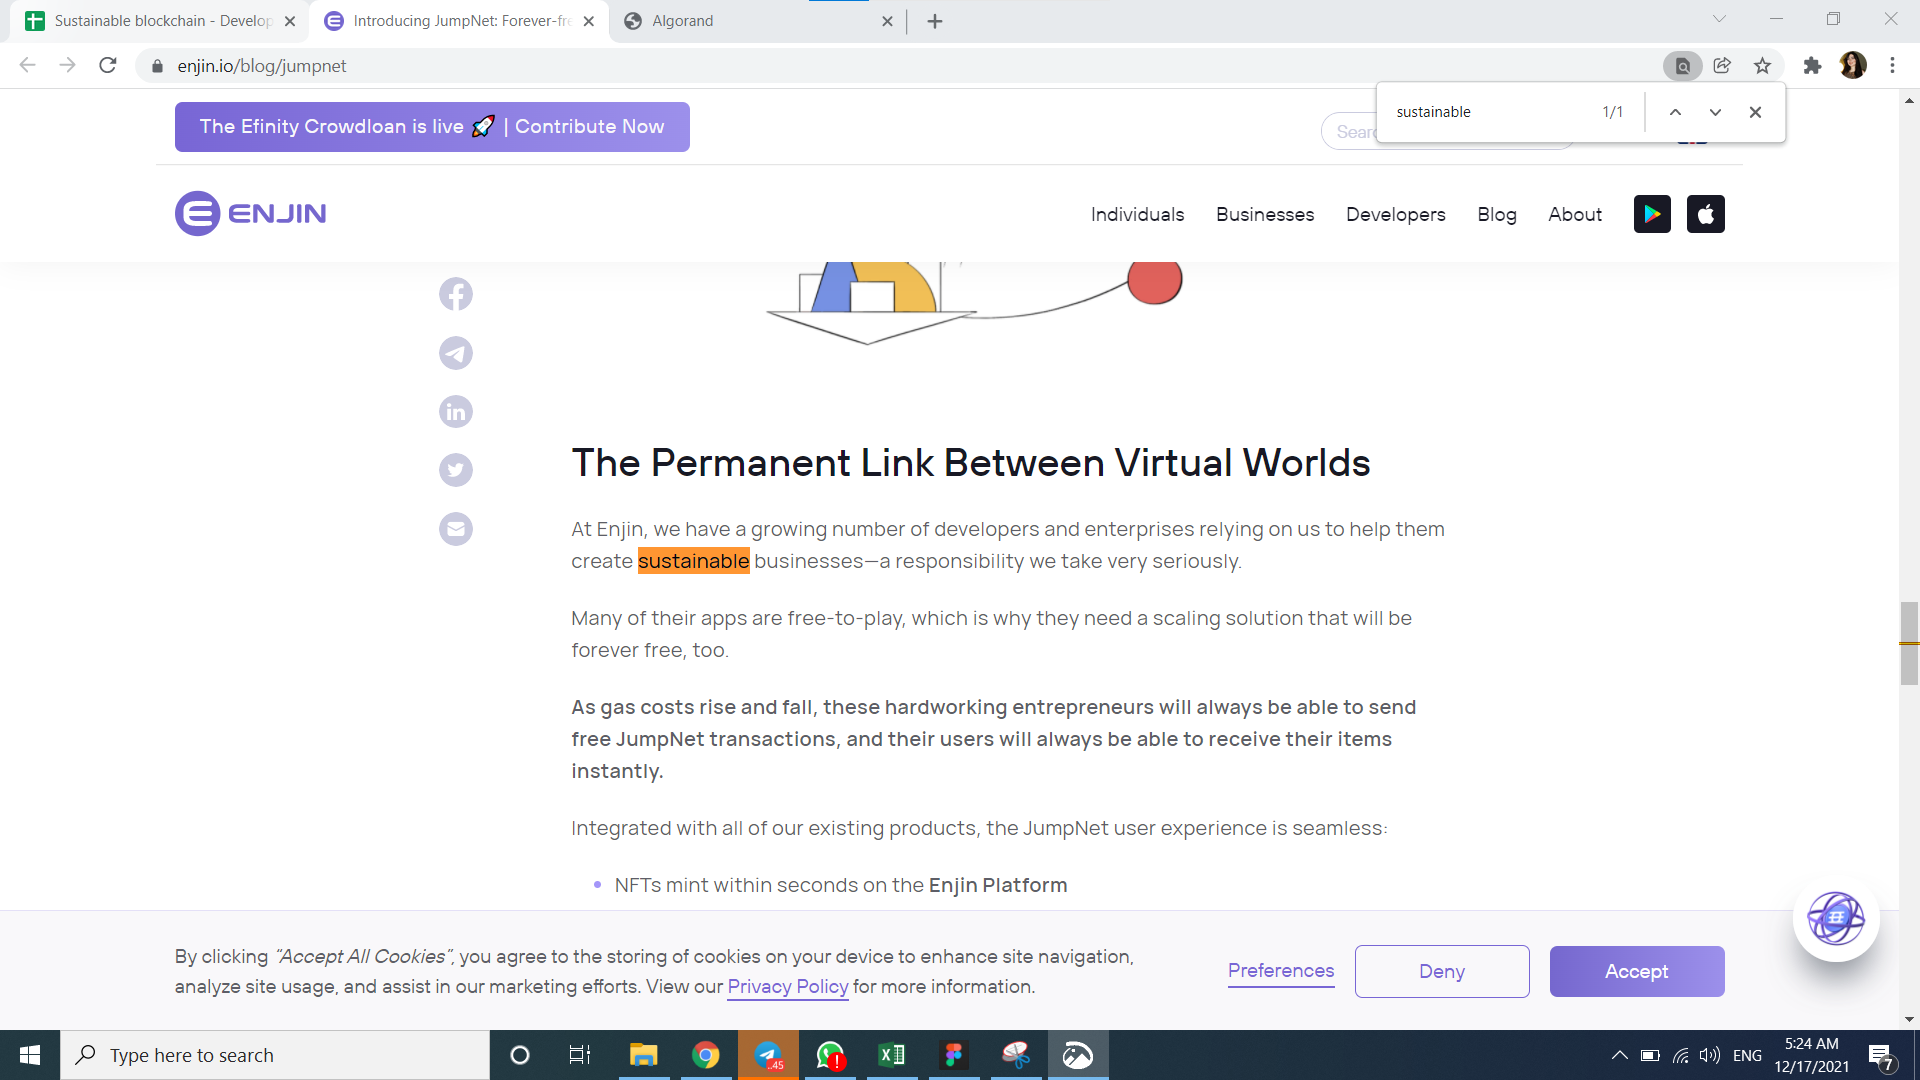 Sustainable blockchain - Develop
Introducing JumpNet: Forever-fre
Algorand
enjin.io/blog/jumpnet
sustainable 1/1
The Efinity Crowdloan is live 🚀 | Contribute Now
Sear
ENJIN
Individuals Businesses Developers Blog About
The Permanent Link Between Virtual Worlds
At Enjin, we have a growing number of developers and enterprises relying on us to help them
create sustainable businesses—a responsibility we take very seriously.
Many of their apps are free-to-play, which is why they need a scaling solution that will be
forever free, too.
As gas costs rise and fall, these hardworking entrepreneurs will always be able to send
free JumpNet transactions, and their users will always be able to receive their items
instantly.
Integrated with all of our existing products, the JumpNet user experience is seamless:
• NFTs mint within seconds on the Enjin Platform
By clicking “Accept All Cookies”, you agree to the storing of cookies on your device to enhance site navigation,
analyze site usage, and assist in our marketing efforts. View our Privacy Policy for more information.
Preferences
Deny
Accept
Type here to search
..45
ENG
5:24 AM
12/17/2021
7